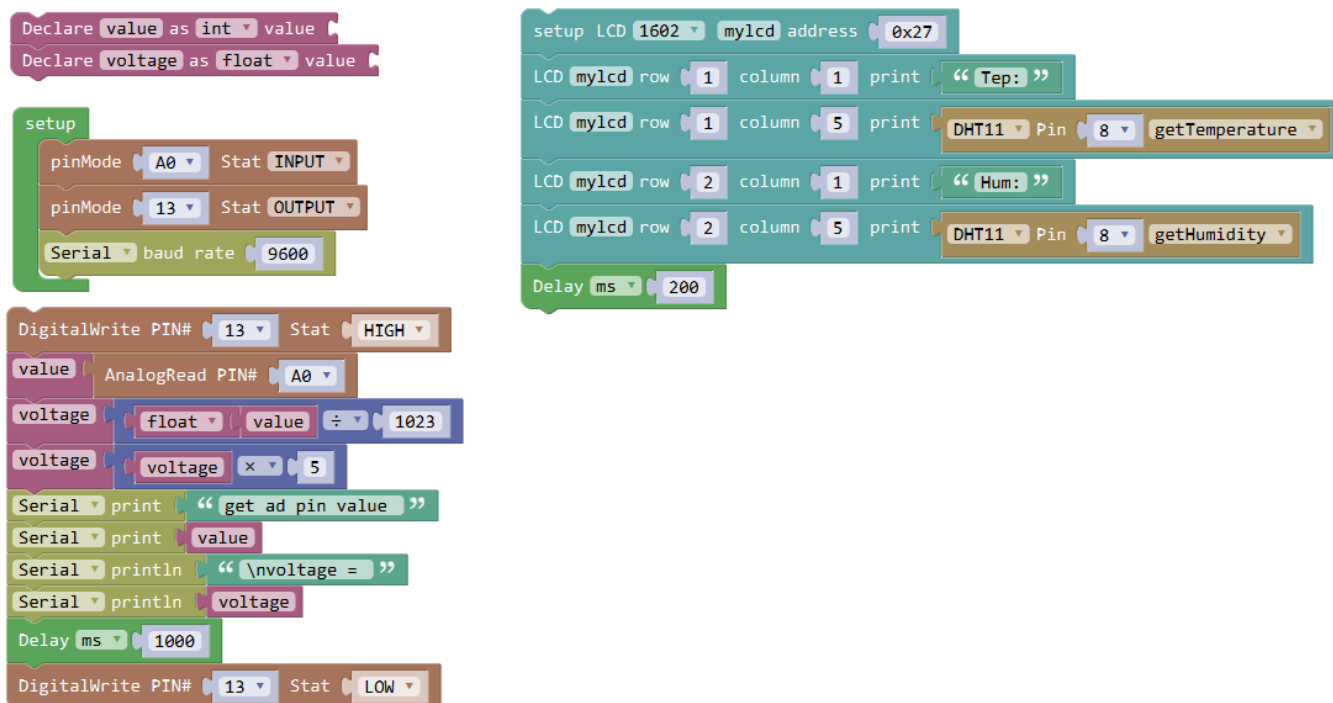 Declare value as int value
Declare voltage as float value
setup
pinMode A0 Stat INPUT
pinMode 13 Stat OUTPUT
Serial baud rate 9600
DigitalWrite PIN# 13 Stat HIGH
value AnalogRead PIN# A0
voltage float value ÷ 1023
voltage voltage × 5
Serial print “ get ad pin value ”
Serial print value
Serial println “ \nvoltage = ”
Serial println voltage
Delay ms 1000
DigitalWrite PIN# 13 Stat LOW
setup LCD 1602 mylcd address 0x27
LCD mylcd row 1 column 1 print “ Tep: ”
LCD mylcd row 1 column 5 print DHT11 Pin 8 getTemperature
LCD mylcd row 2 column 1 print “ Hum: ”
LCD mylcd row 2 column 5 print DHT11 Pin 8 getHumidity
Delay ms 200